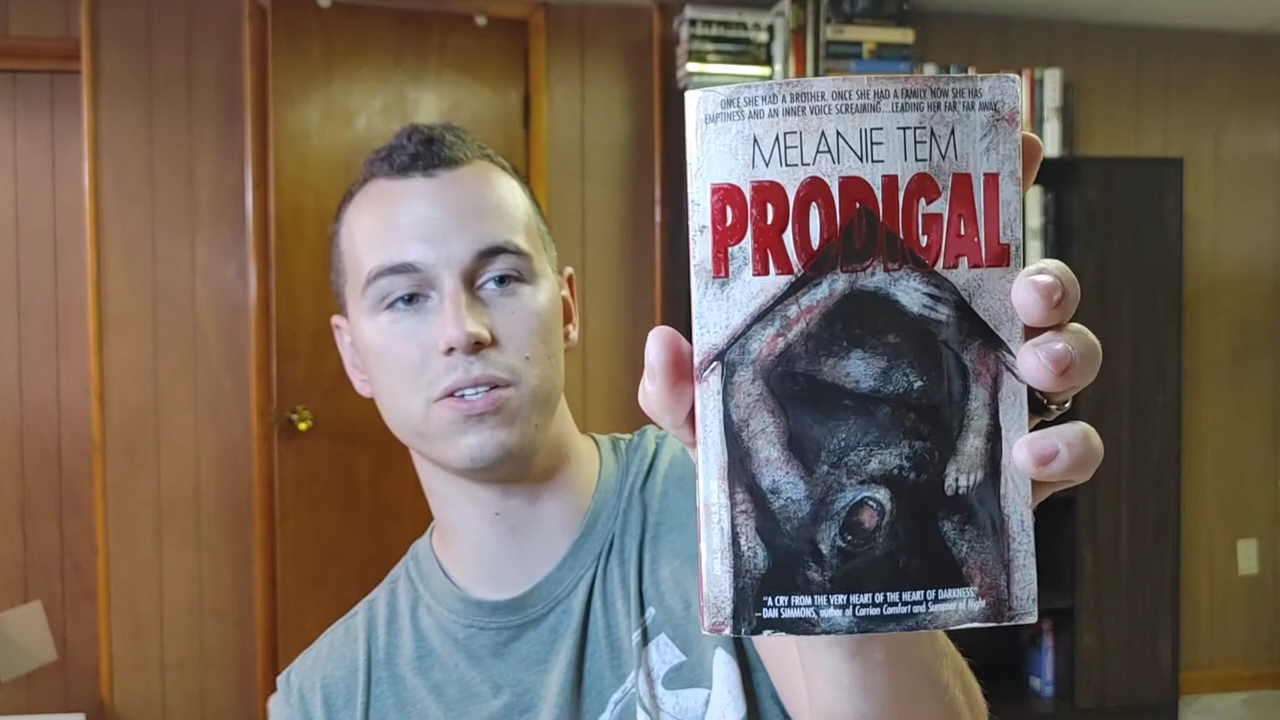 ONCE SHE HAD A BROTHER. ONCE SHE HAD A FAMILY. NOW SHE HAS
EMPTINESS AND AN INNER VOICE SCREAMING...LEADING HER FAR, FAR AWAY.
MELANIE TEM
PRODIGAL
"A CRY FROM THE VERY HEART OF THE HEART OF DARKNESS."
—DAN SIMMONS, author of Carrion Comfort and Summer of Night